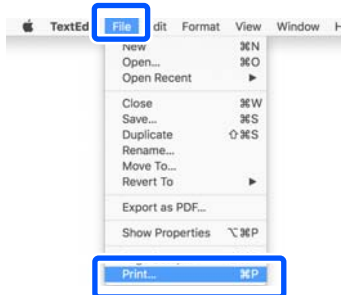 TextEd File dit Format View Window H
New ⌘N
Open... ⌘O
Open Recent ▶
Close ⌘W
Save... ⌘S
Duplicate ⇧⌘S
Rename...
Move To...
Revert To ▶
Export as PDF...
Show Properties ⌥⌘P
Print... ⌘P